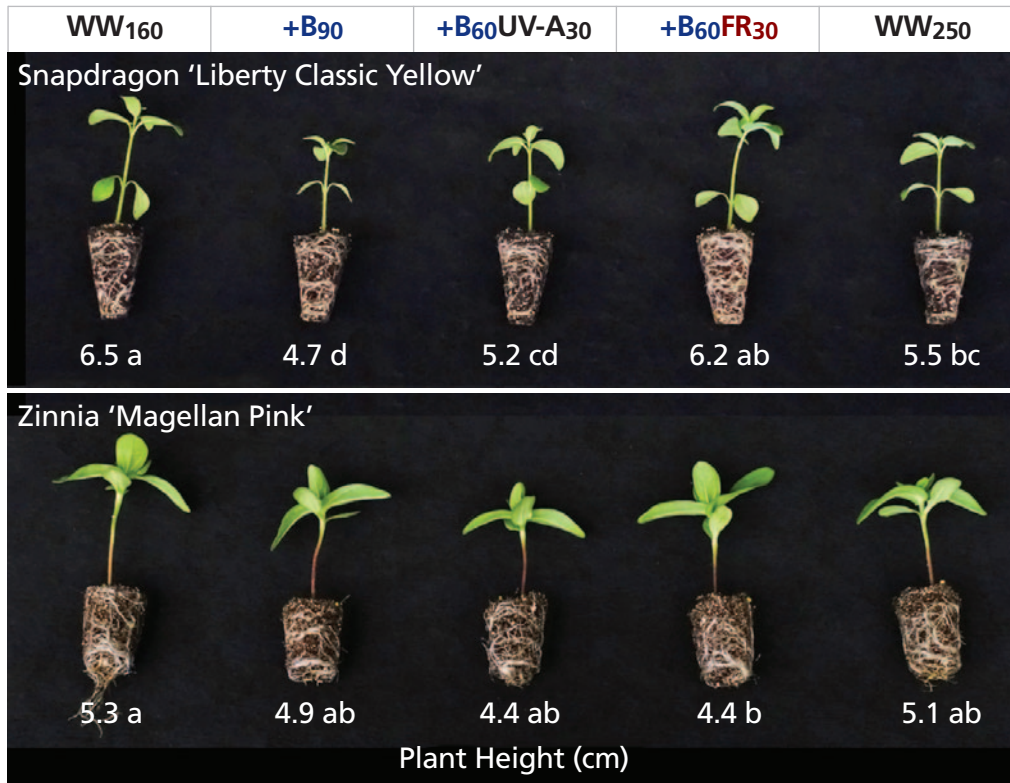 WW160 +B90 +B60UV-A30 +B60FR30 WW250
Snapdragon ‘Liberty Classic Yellow’
6.5 a 4.7 d 5.2 cd 6.2 ab 5.5 bc
Zinnia ‘Magellan Pink’
5.3 a 4.9 ab 4.4 ab 4.4 b 5.1 ab
Plant Height (cm)